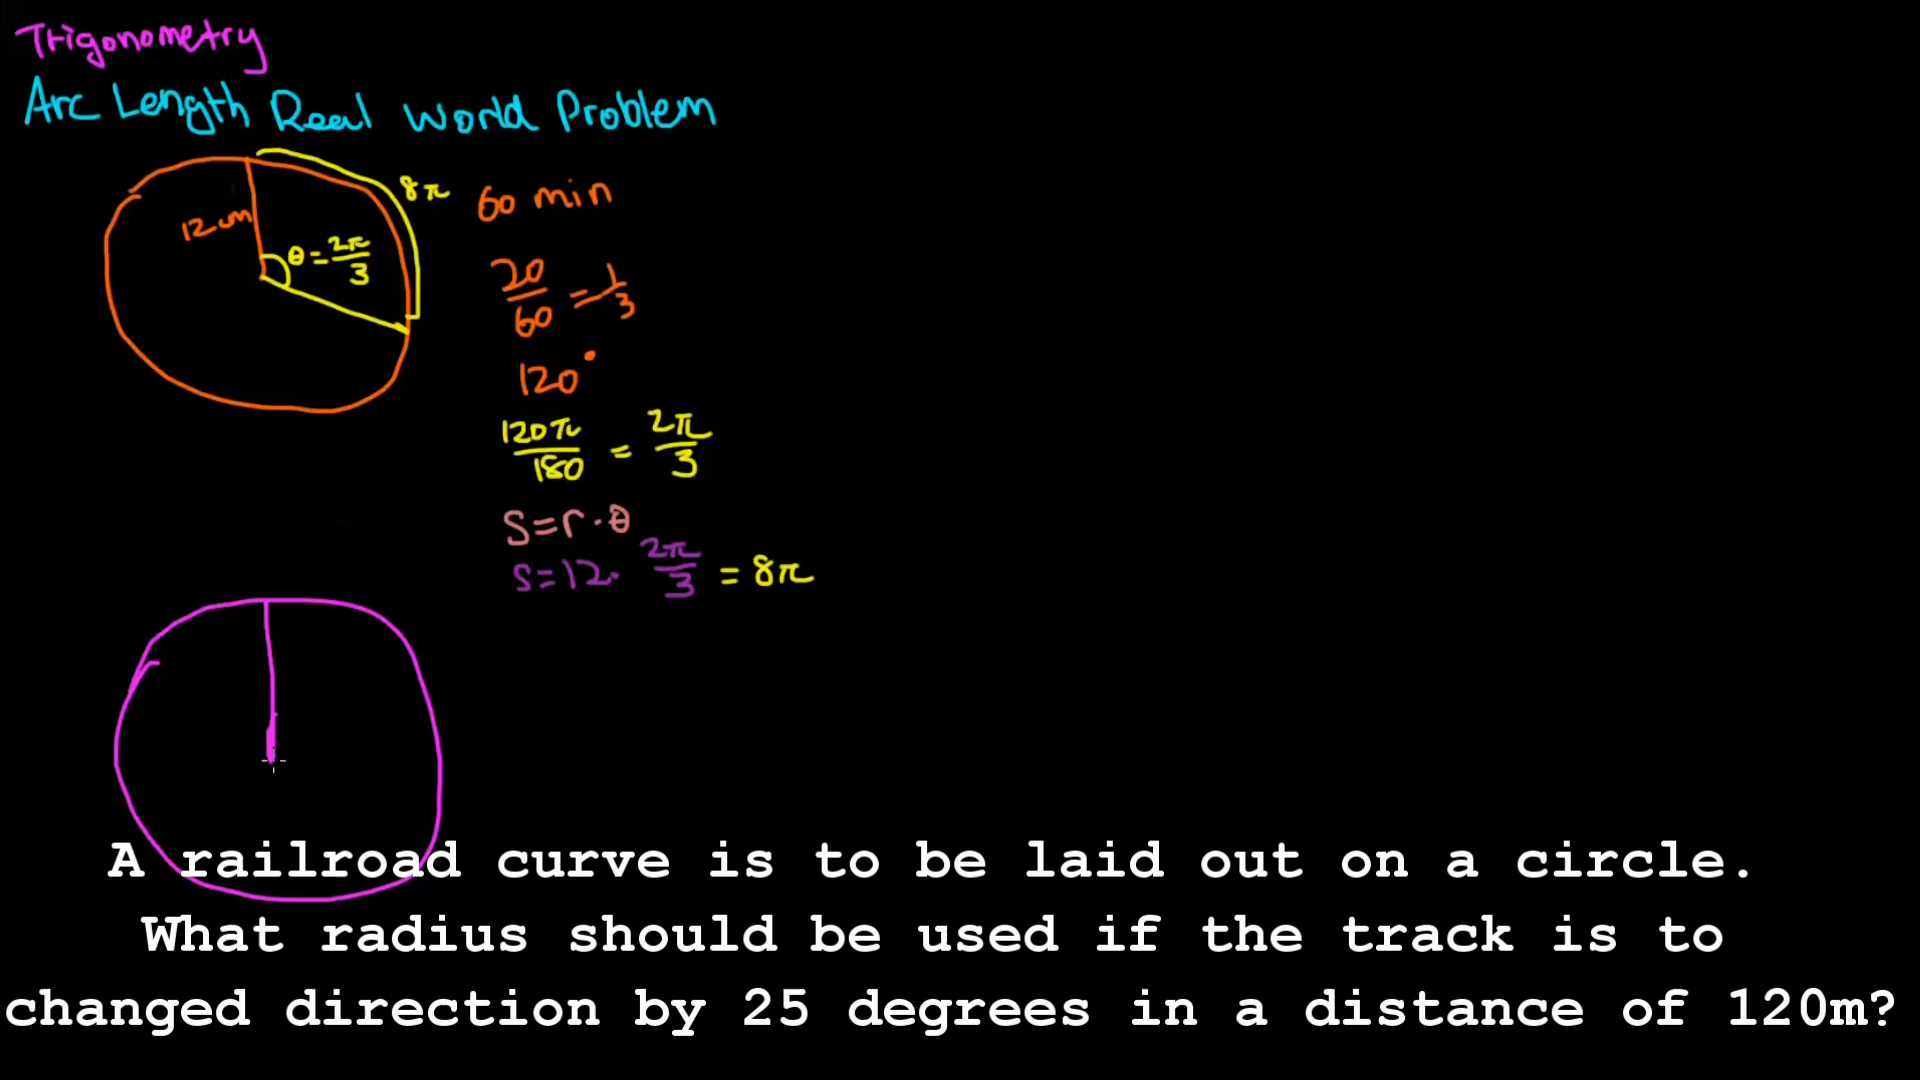 Trigonometry
Arc Length Real World Problem
12cm
θ = 2π/3
8π
60 min
20/60 = 1/3
120°
120π/180 = 2π/3
S = r · θ
S = 12 · 2π/3 = 8π
A railroad curve is to be laid out on a circle.
What radius should be used if the track is to
changed direction by 25 degrees in a distance of 120m?